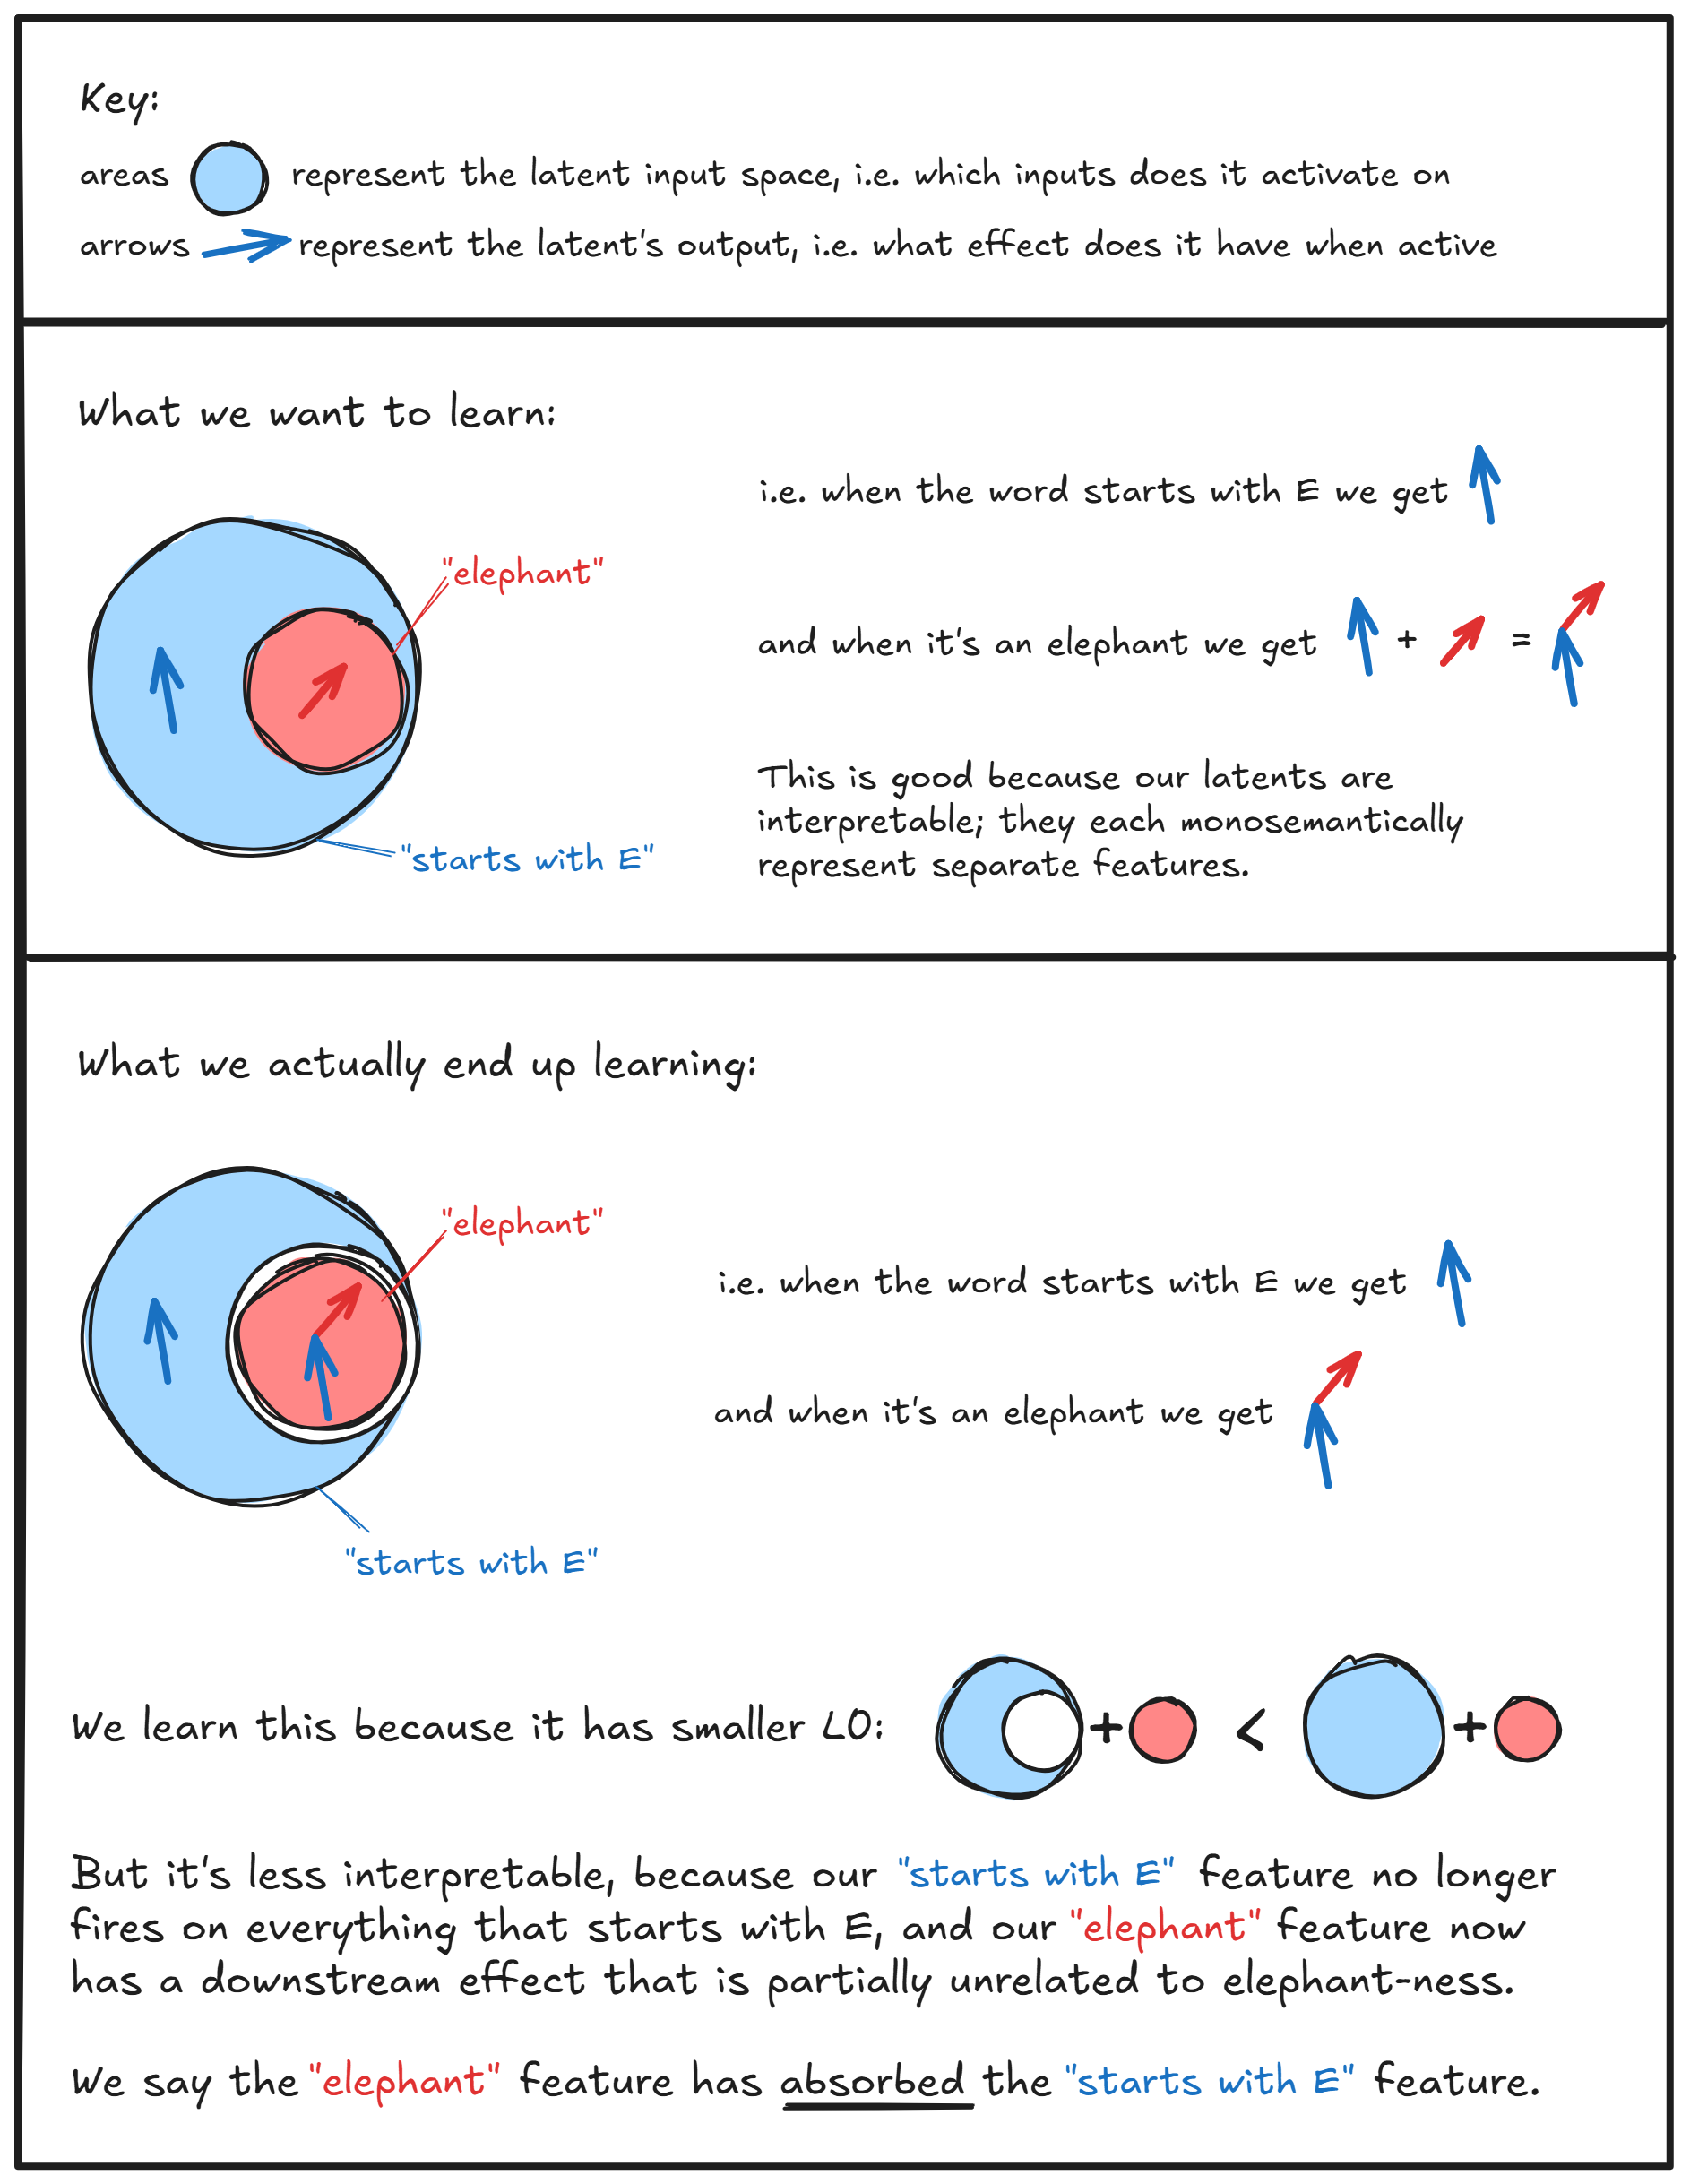 Key:
areas represent the latent input space, i.e. which inputs does it activate on
arrows represent the latent's output, i.e. what effect does it have when active
What we want to learn:
i.e. when the word starts with E we get
"elephant"
and when it's an elephant we get + =
This is good because our latents are
interpretable; they each monosemantically
represent separate features.
"starts with E"
What we actually end up learning:
"elephant"
i.e. when the word starts with E we get
and when it's an elephant we get
"starts with E"
We learn this because it has smaller L0: + < +
But it's less interpretable, because our "starts with E" feature no longer
fires on everything that starts with E, and our "elephant" feature now
has a downstream effect that is partially unrelated to elephant-ness.
We say the "elephant" feature has absorbed the "starts with E" feature.